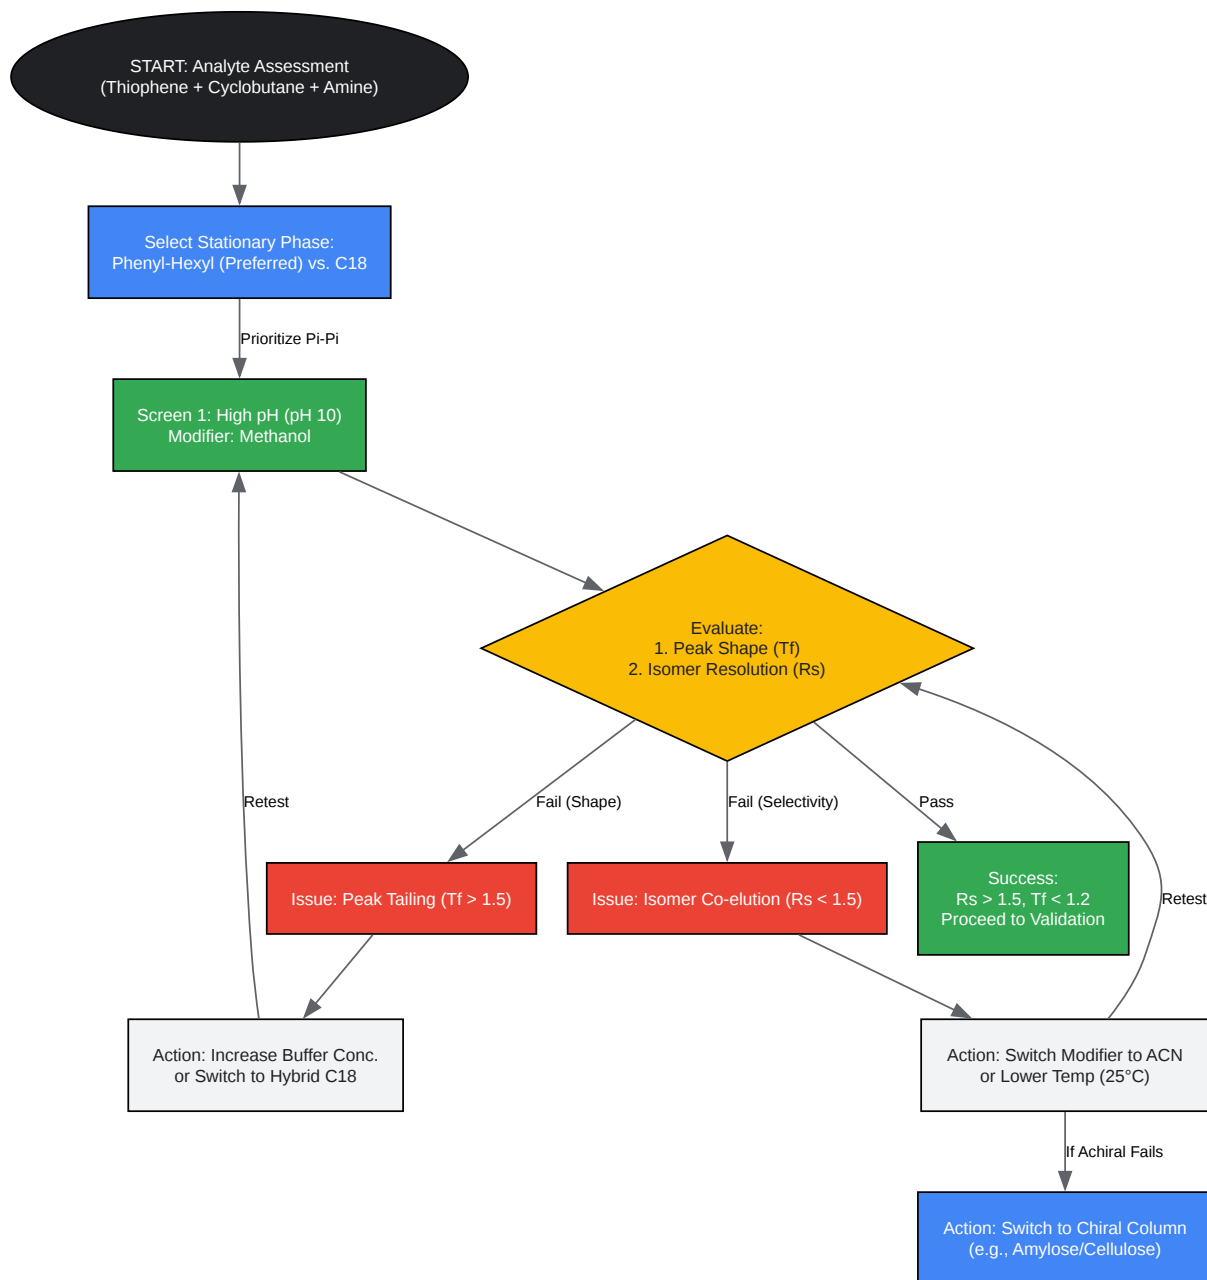 START: Analyte Assessment
(Thiophene + Cyclobutane + Amine)
Select Stationary Phase:
Phenyl-Hexyl (Preferred) vs. C18
Prioritize Pi-Pi
Screen 1: High pH (pH 10)
Modifier: Methanol
Evaluate:
1. Peak Shape (Tf)
2. Isomer Resolution (Rs)
Retest
Fail (Shape)
Fail (Selectivity)
Pass
Issue: Peak Tailing (Tf > 1.5)
Issue: Isomer Co-elution (Rs < 1.5)
Success:
Rs > 1.5, Tf < 1.2
Proceed to Validation
Retest
Action: Increase Buffer Conc.
or Switch to Hybrid C18
Action: Switch Modifier to ACN
or Lower Temp (25°C)
If Achiral Fails
Action: Switch to Chiral Column
(e.g., Amylose/Cellulose)